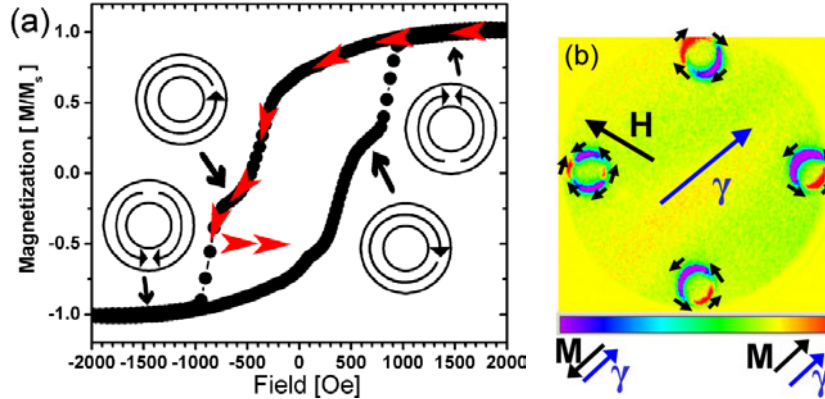 (a)
Magnetization [ M/Ms ]
1.0
0.5
0.0
-0.5
-1.0
-2000 -1500 -1000 -500 0 500 1000 1500 2000
Field [Oe]
(b)
H
γ
M
γ
M
γ